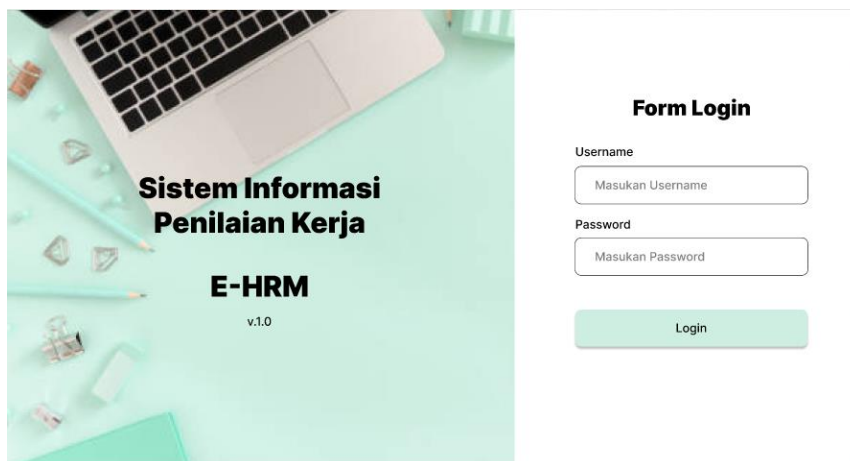 Sistem Informasi
Penilaian Kerja
E-HRM
v.1.0
Form Login
Username
Masukan Username
Password
Masukan Password
Login